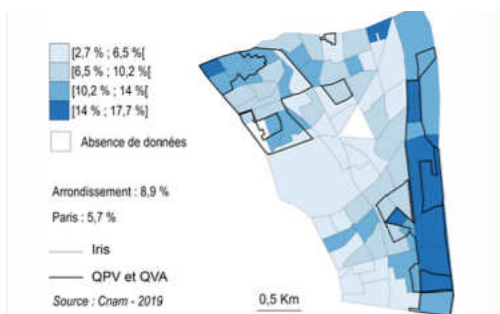 [2,7 % ; 6,5 %[
[6,5 % ; 10,2 %[
[10,2 % ; 14 %[
[14 % ; 17,7 %]
Absence de données
Arrondissement : 8,9 %
Paris : 5,7 %
Iris
QPV et QVA
Source : Cnam - 2019
0,5 Km